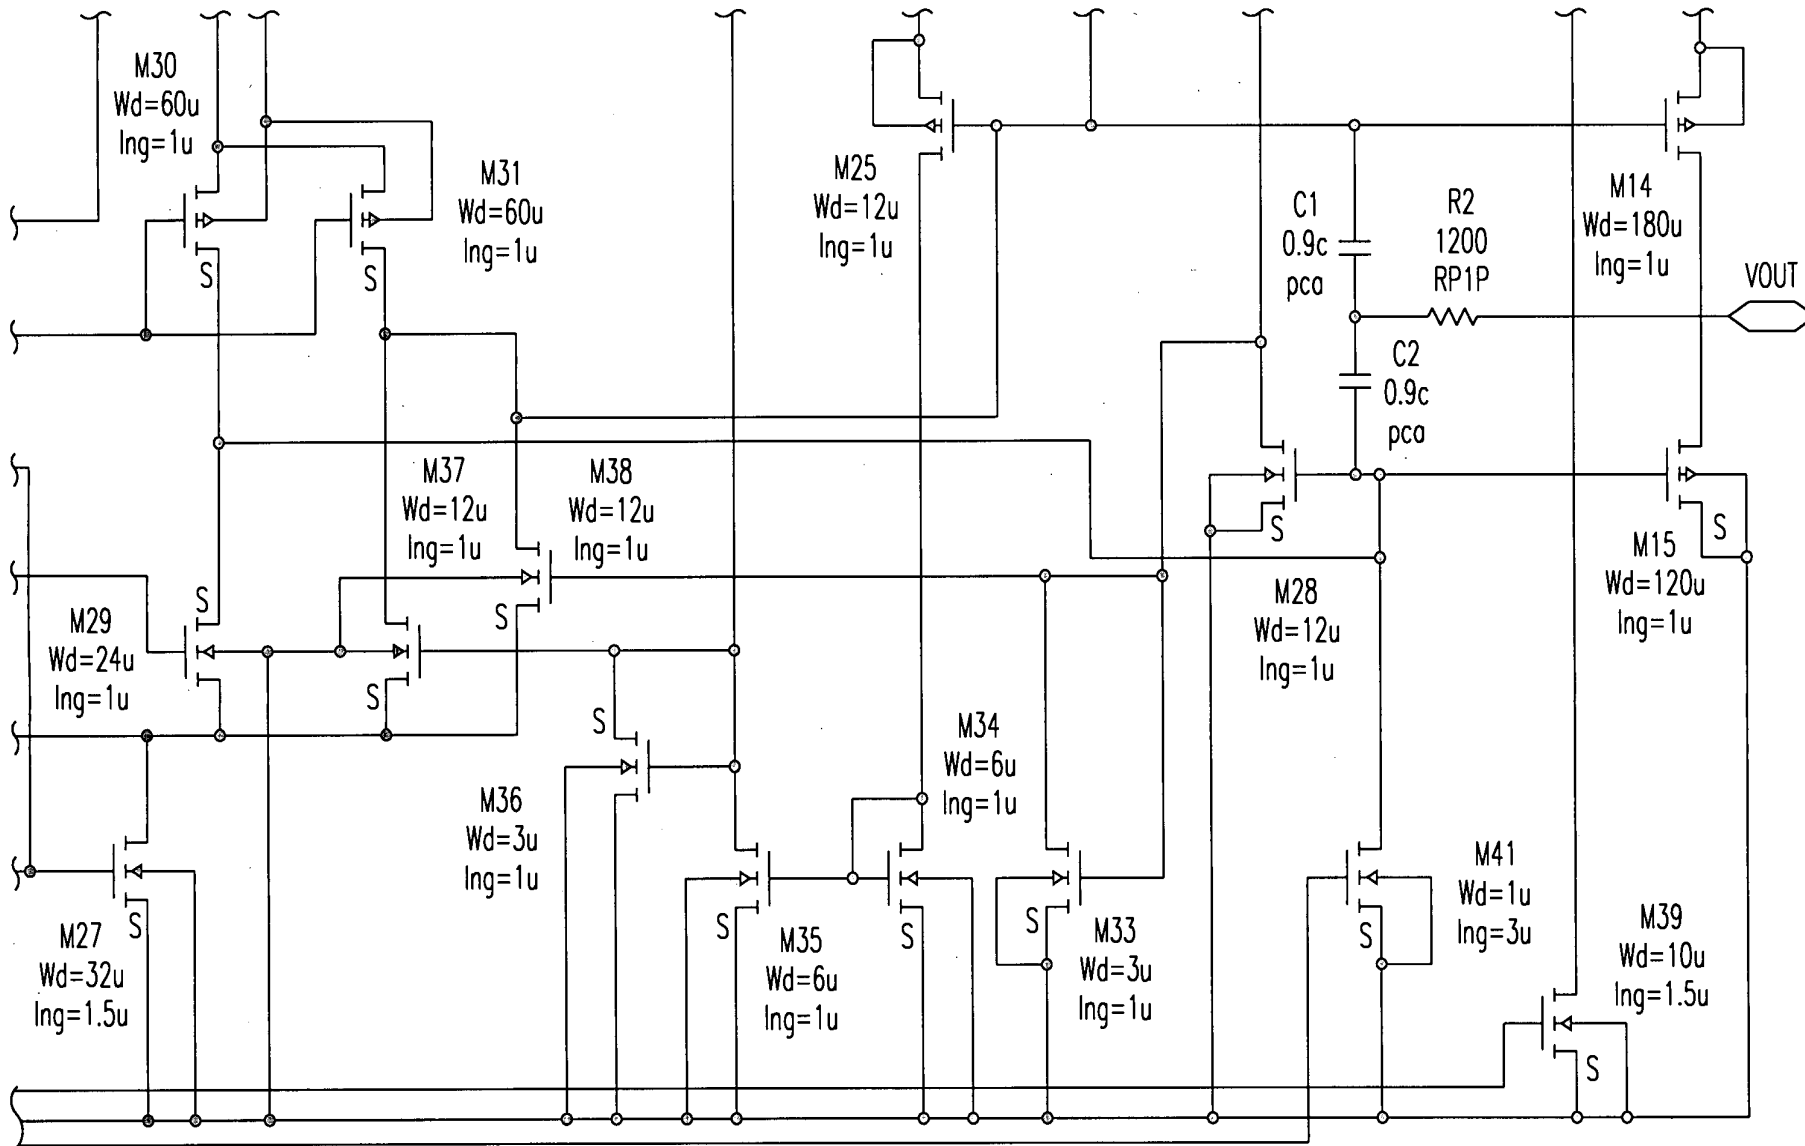 M30
Wd=60u
lng=1u
S
M31
Wd=60u
lng=1u
S
M25
Wd=12u
lng=1u
C1
0.9c
pca
R2
1200
RP1P
M14
Wd=180u
lng=1u
VOUT
C2
0.9c
pca
M37
Wd=12u
lng=1u
M38
Wd=12u
lng=1u
S
S
M28
Wd=12u
lng=1u
S
M15
Wd=120u
lng=1u
S
M29
Wd=24u
lng=1u
S
S
M36
Wd=3u
lng=1u
M34
Wd=6u
lng=1u
M27
Wd=32u
lng=1.5u
S
S
M35
Wd=6u
lng=1u
S
S
M33
Wd=3u
lng=1u
S
M41
Wd=1u
lng=3u
M39
Wd=10u
lng=1.5u
S